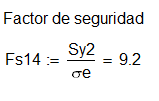 Factor de seguridad
Fs14 := Sy2 / σe = 9.2